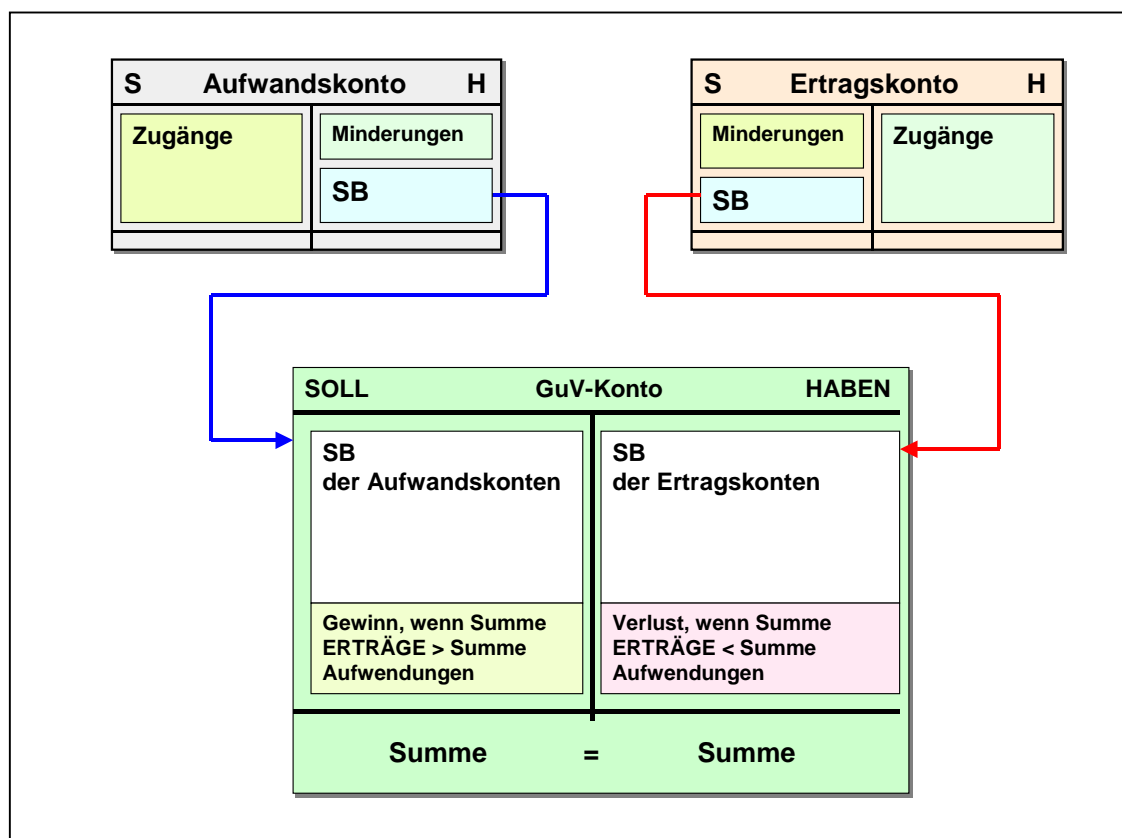 S Aufwandskonto H
Zugänge
Minderungen
SB
S Ertragskonto H
Minderungen
SB
Zugänge
SOLL GuV-Konto HABEN
SB
der Aufwandskonten
Gewinn, wenn Summe
ERTRÄGE > Summe
Aufwendungen
SB
der Ertragskonten
Verlust, wenn Summe
ERTRÄGE < Summe
Aufwendungen
Summe = Summe